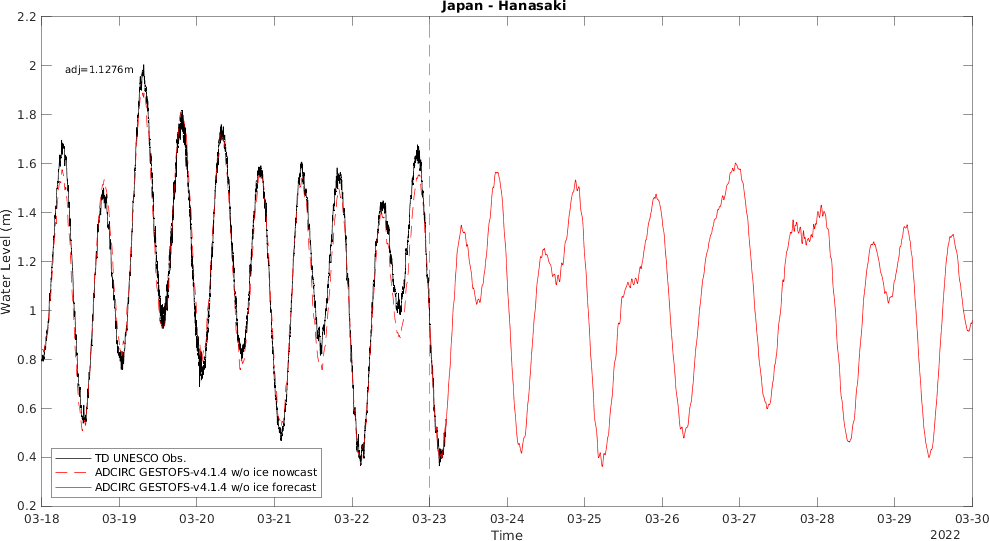 Japan - Hanasaki
2.2
2
1.8
1.6
1.4
1.2
1
0.8
0.6
0.4
0.2
Water Level (m)
adj=1.1276m
TD UNESCO Obs.
ADCIRC GESTOFS-v4.1.4 w/o ice nowcast
ADCIRC GESTOFS-v4.1.4 w/o ice forecast
03-18 03-19 03-20 03-21 03-22 03-23 03-24 03-25 03-26 03-27 03-28 03-29 03-30
Time
2022